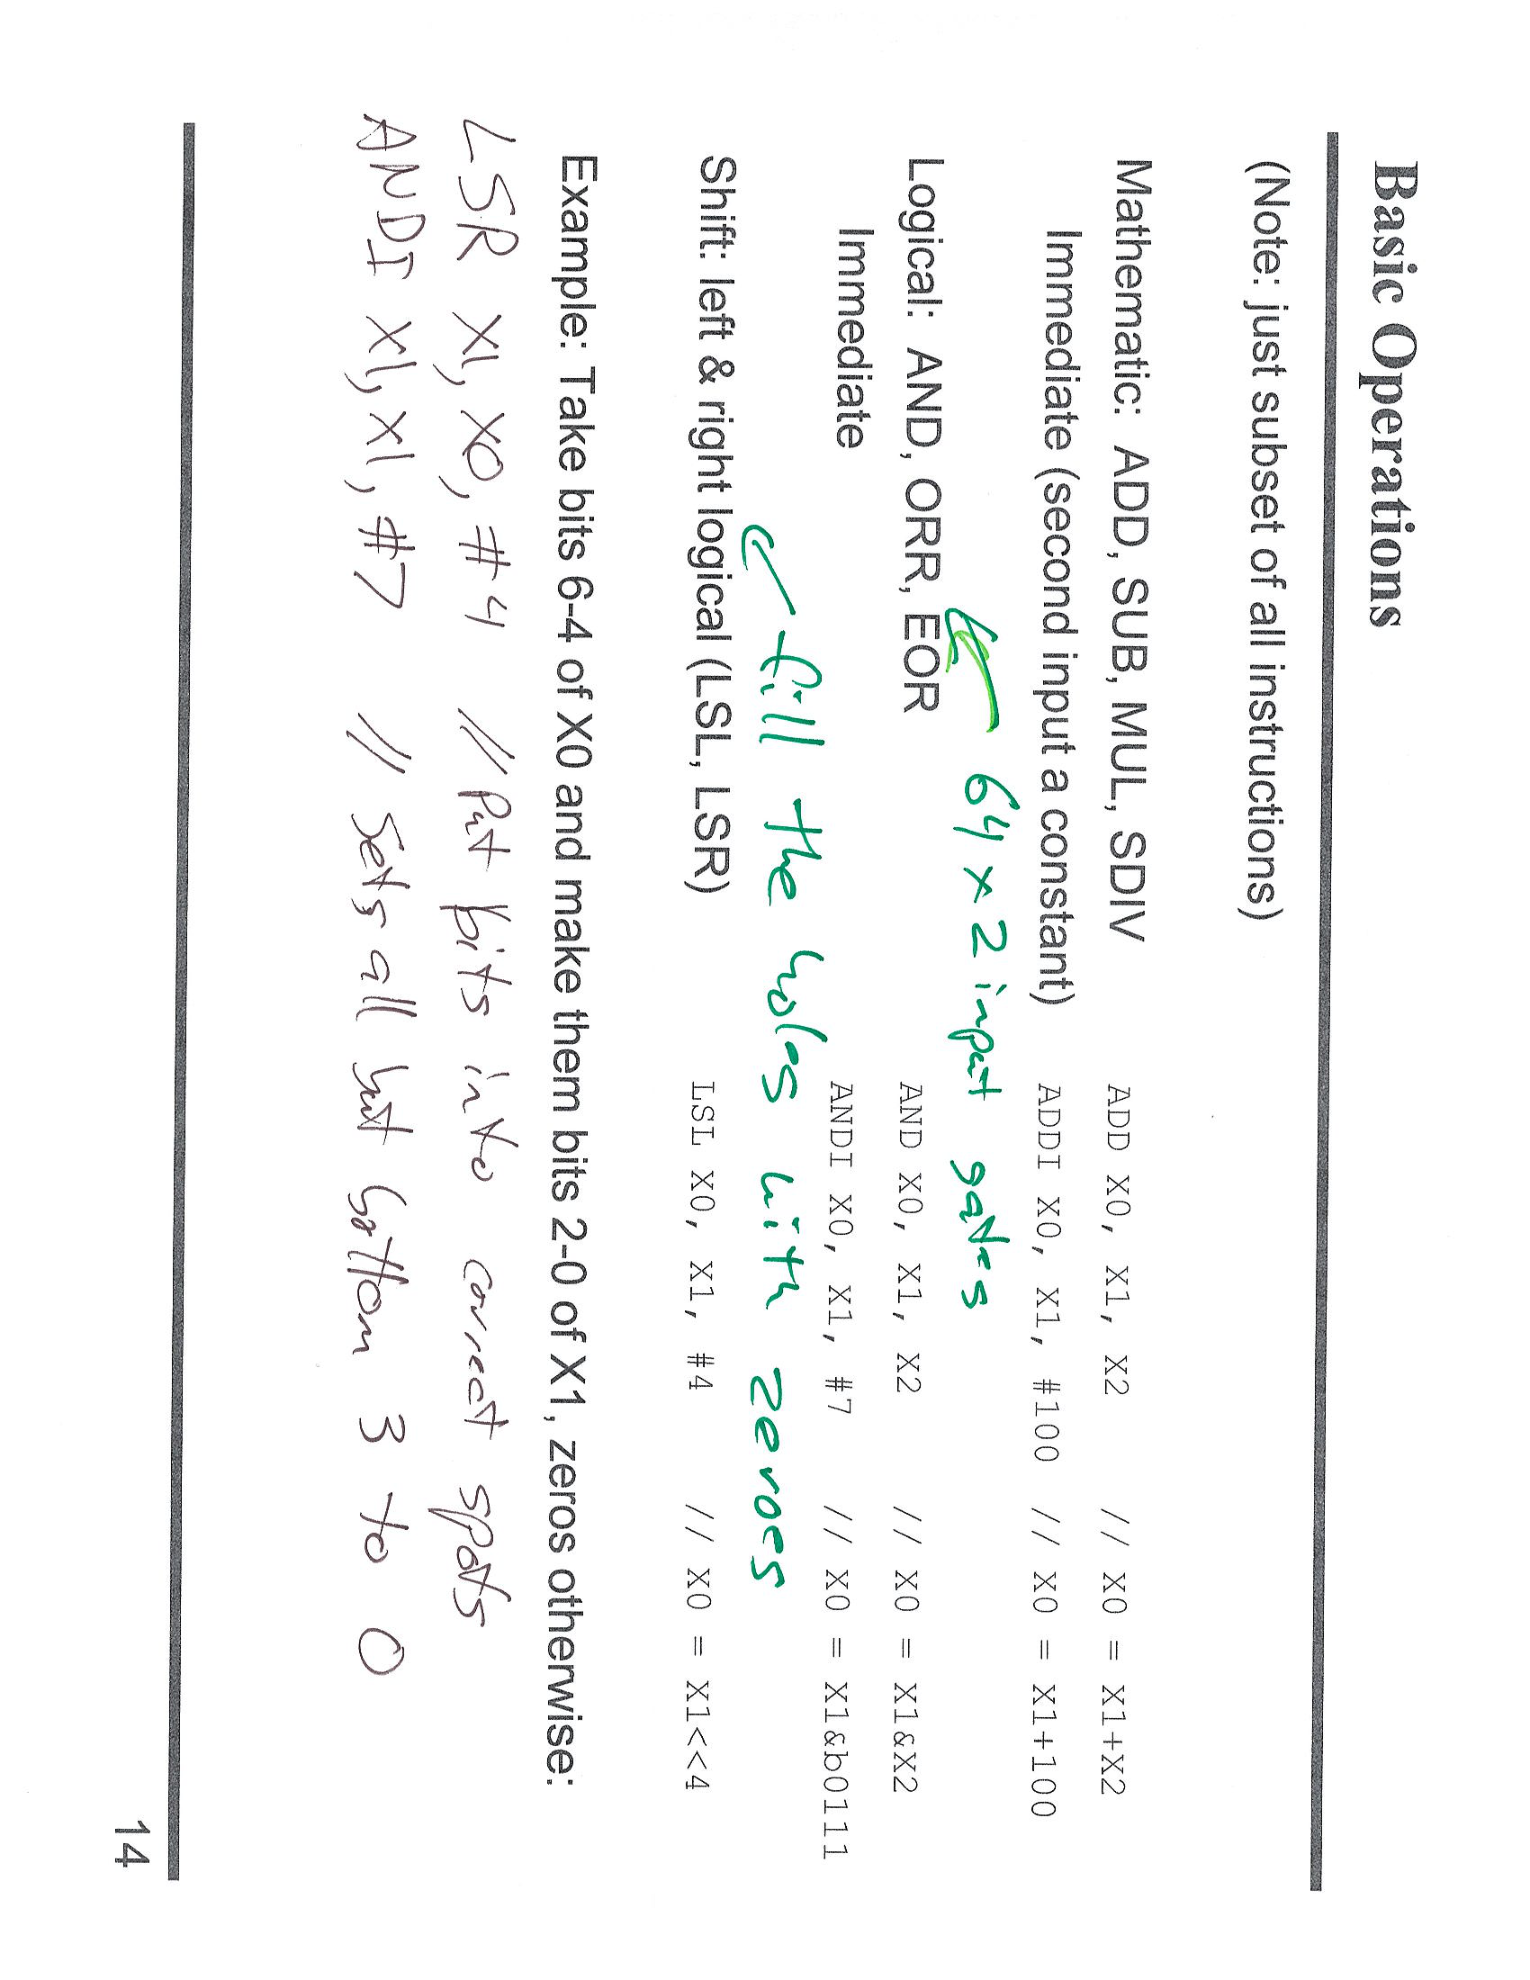 Basic Operations
(Note: just subset of all instructions)
Mathematic: ADD, SUB, MUL, SDIV ADD X0, X1, X2 // X0 = X1+X2
Immediate (second input a constant) ADDI X0, X1, #100 // X0 = X1+100
64 x 2 input gates
Logical: AND, ORR, EOR AND X0, X1, X2 // X0 = X1&X2
Immediate ANDI X0, X1, #7 // X0 = X1&b0111
fill the holes with zeroes
Shift: left & right logical (LSL, LSR) LSL X0, X1, #4 // X0 = X1<<4
Example: Take bits 6-4 of X0 and make them bits 2-0 of X1, zeros otherwise:
LSR X1, X0, #4 // Put bits into correct spots
ANDI X1, X1, #7 // Sets all but bottom 3 to 0
14